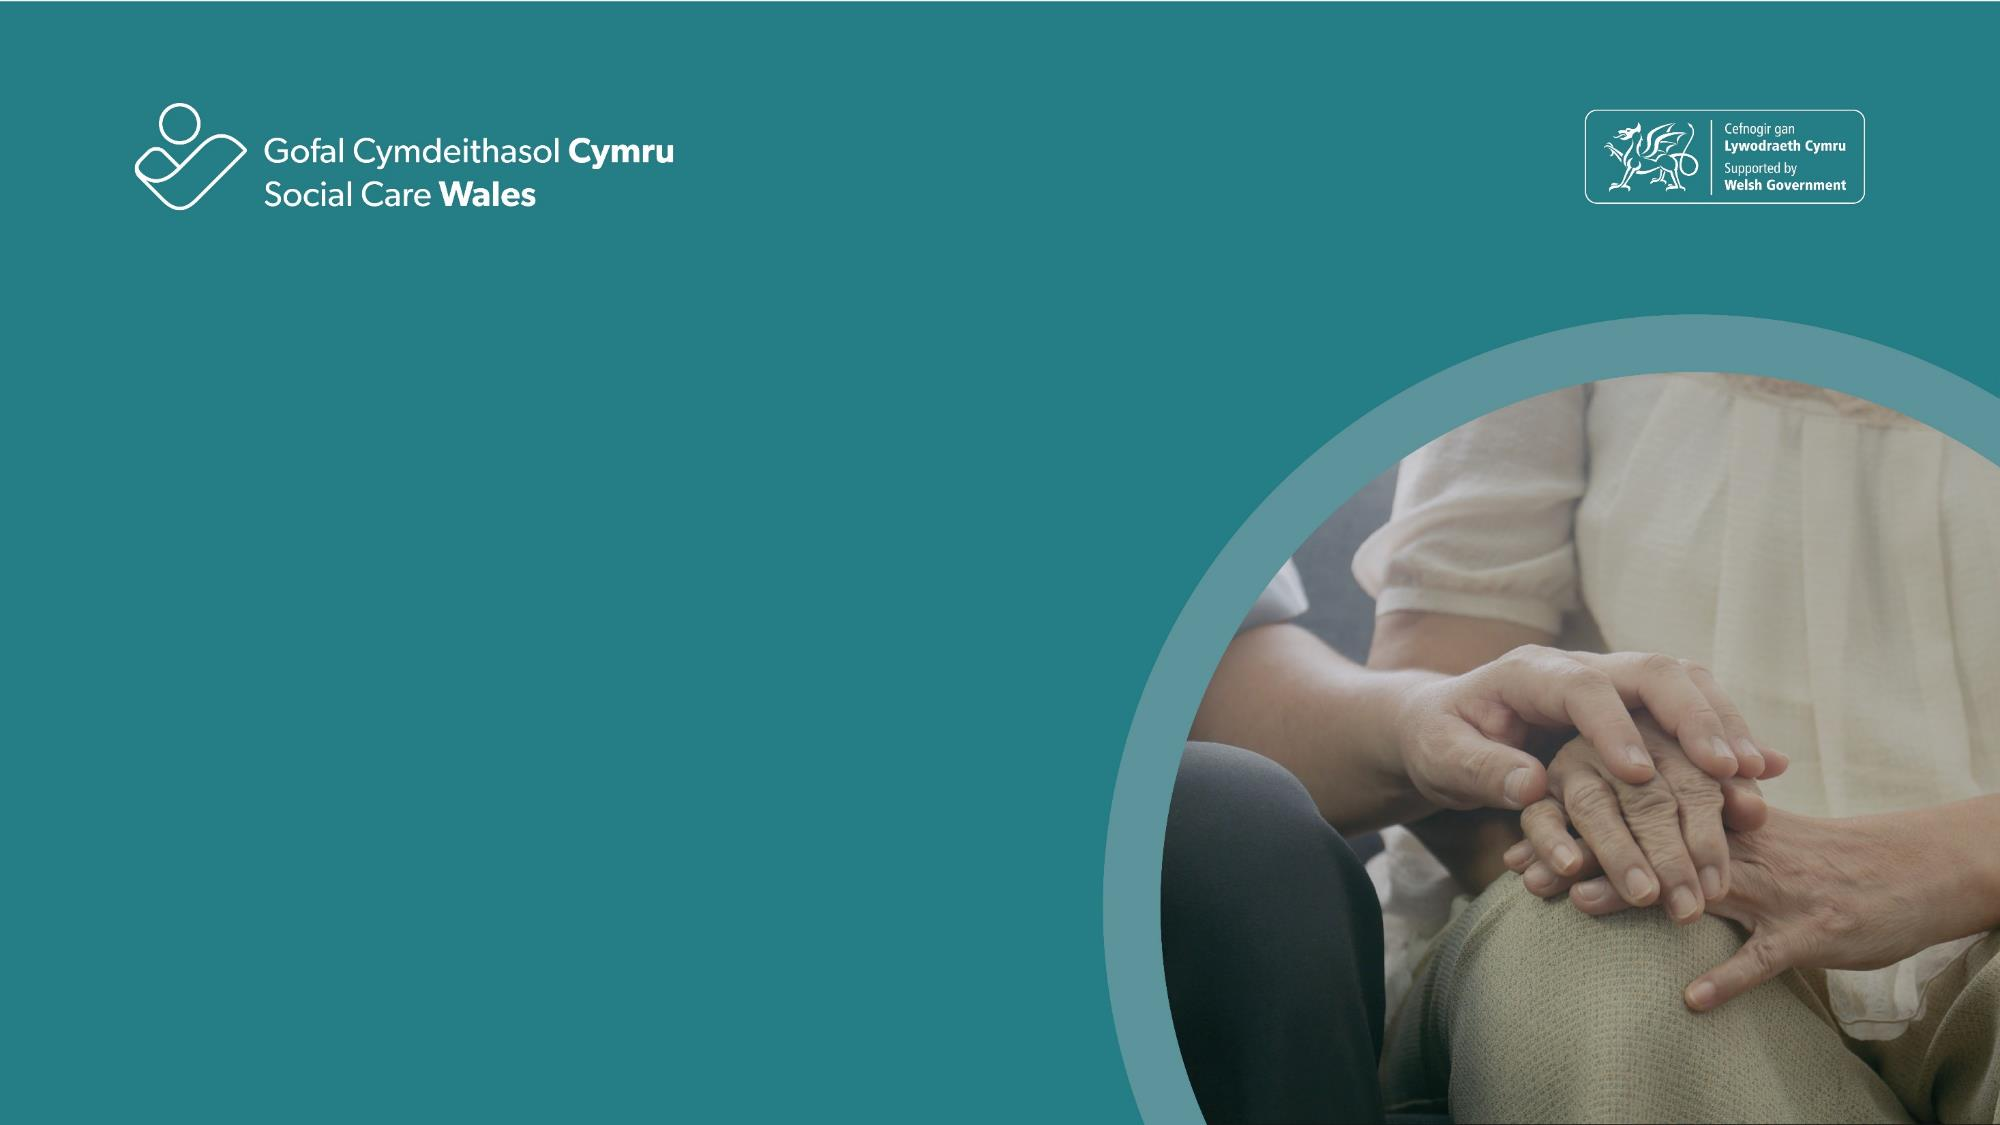 Gofal Cymdeithasol Cymru
Social Care Wales
Cefnogir gan
Lywodraeth Cymru
Supported by
Welsh Government